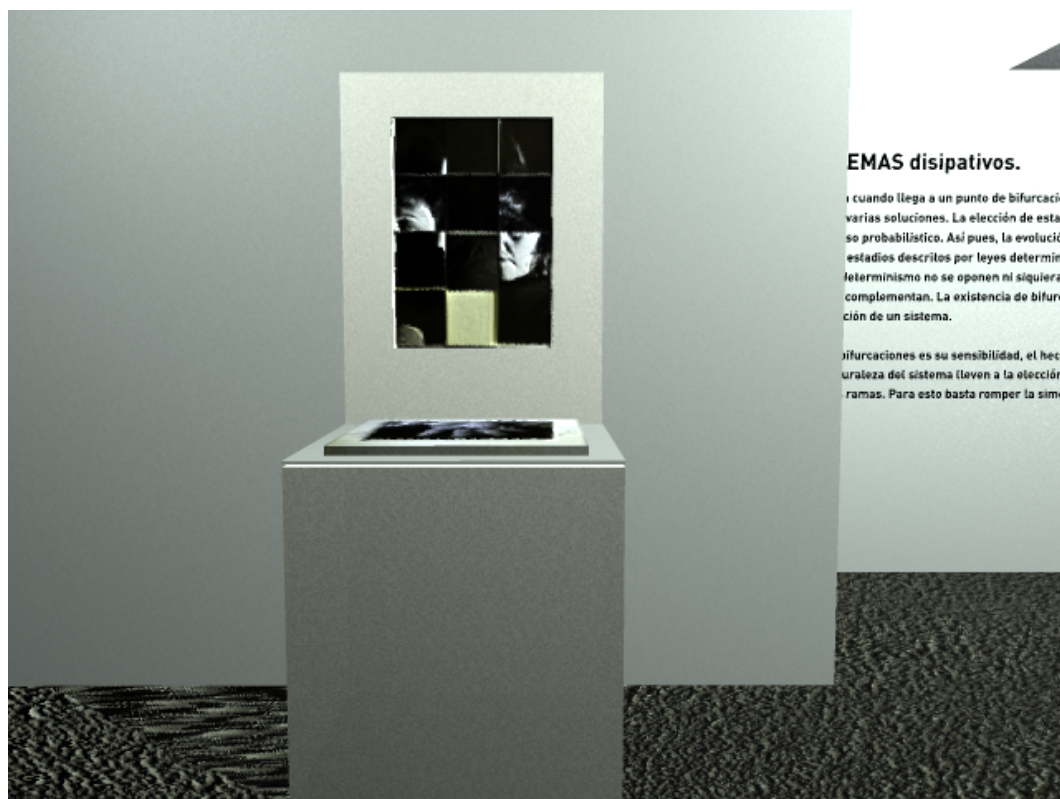 EMAS disipativos.
cuando llega a un punto de bifurcaci
varias soluciones. La elección de esta
so probabilístico. Así pues, la evolució
estadios descritos por leyes determin
determinismo no se oponen ni siquiera
complementan. La existencia de bifur
ción de un sistema.
bifurcaciones es su sensibilidad, el hec
uraleza del sistema lleven a la elección
ramas. Para esto basta romper la sim